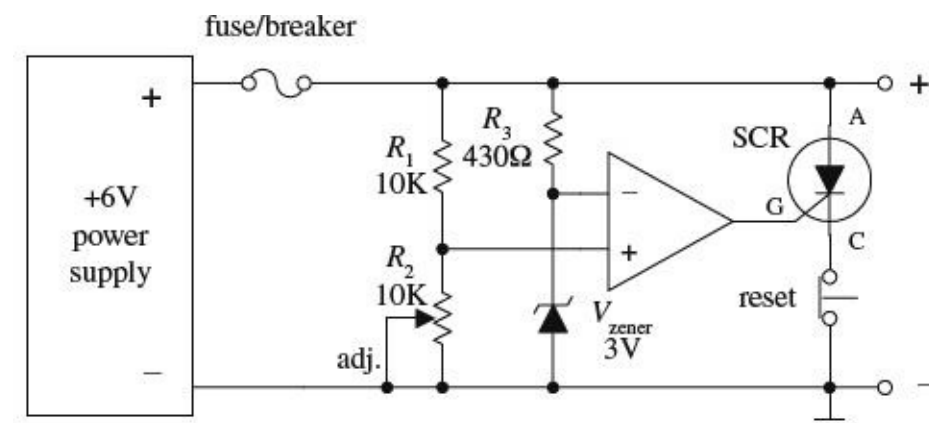 fuse/breaker
+
+6V
power
supply
−
R1
10K
R2
10K
adj.
R3
430Ω
−
+
Vzener
3V
SCR
A
G
C
reset
+
−